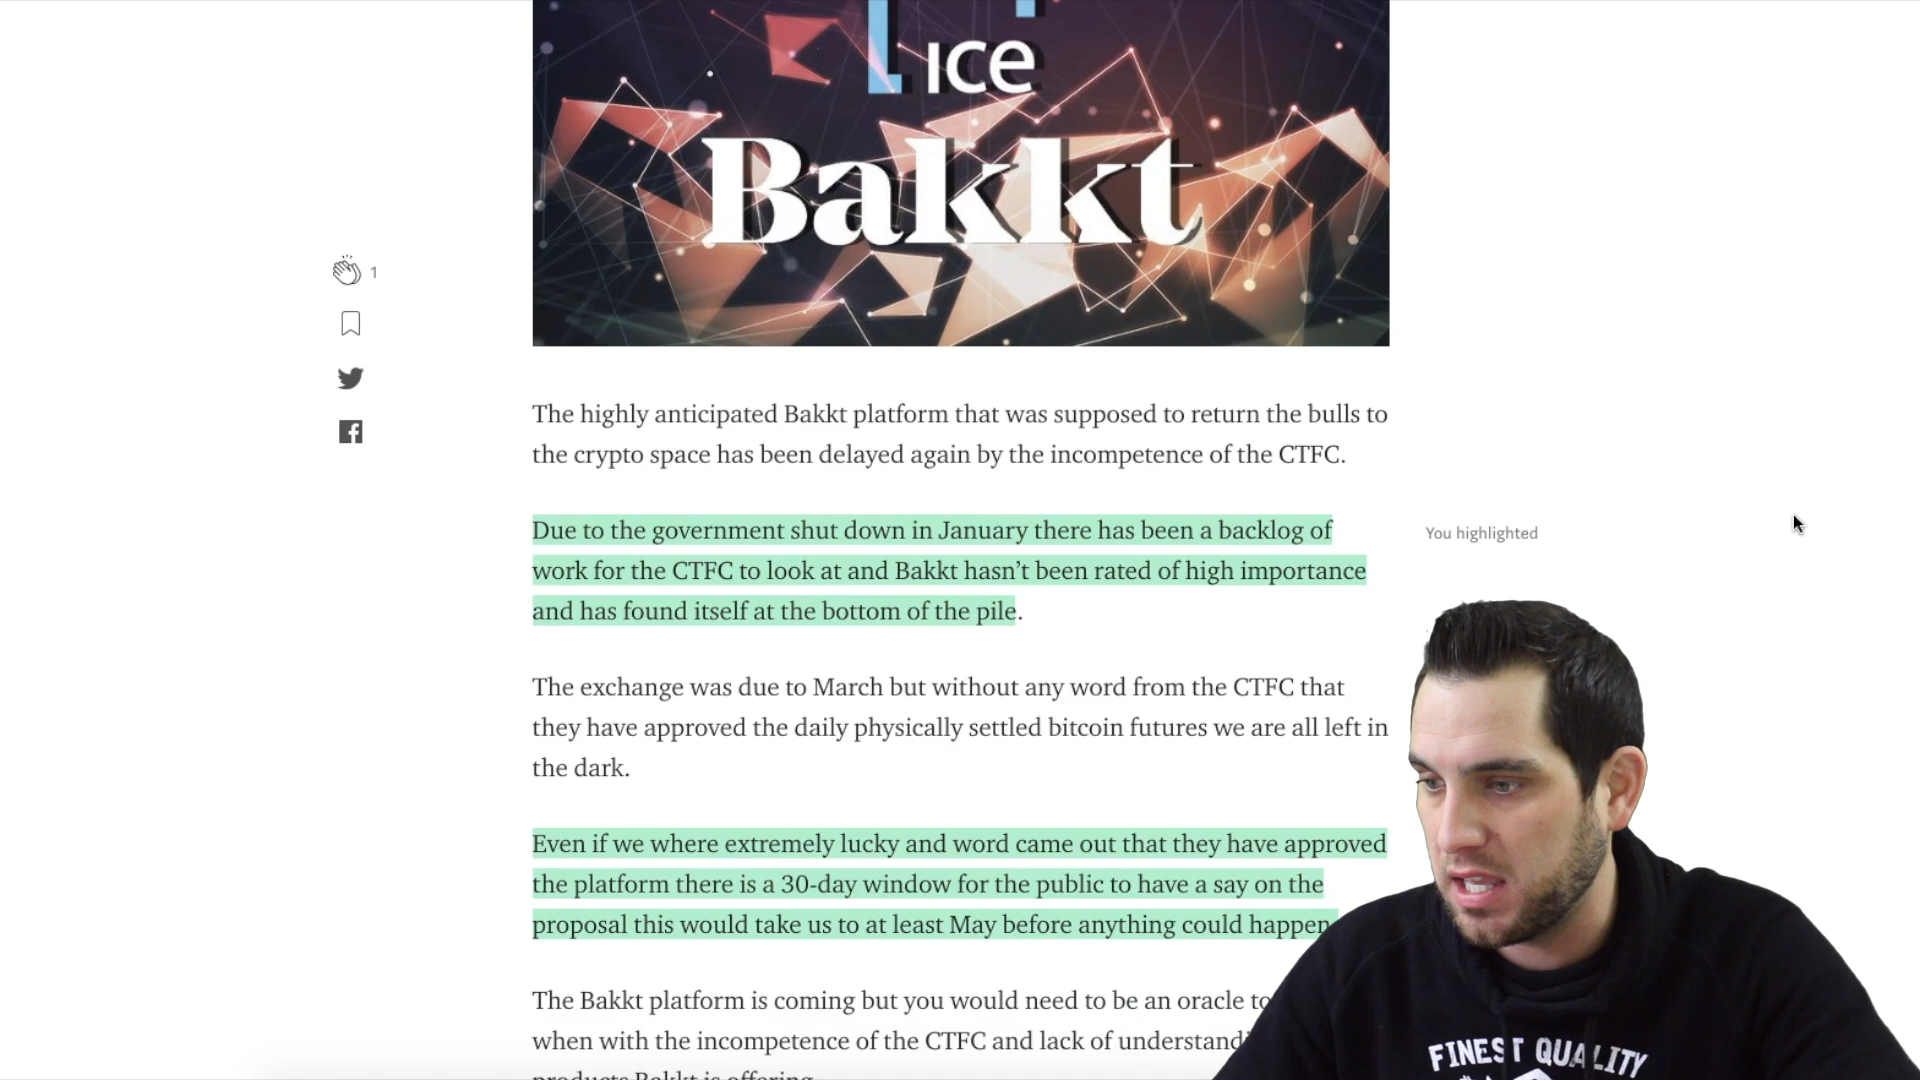 ice
Bakkt
1
The highly anticipated Bakkt platform that was supposed to return the bulls to
the crypto space has been delayed again by the incompetence of the CTFC.
Due to the government shut down in January there has been a backlog of
work for the CTFC to look at and Bakkt hasn’t been rated of high importance
and has found itself at the bottom of the pile.
You highlighted
The exchange was due to March but without any word from the CTFC that
they have approved the daily physically settled bitcoin futures we are all left in
the dark.
Even if we where extremely lucky and word came out that they have approved
the platform there is a 30-day window for the public to have a say on the
proposal this would take us to at least May before anything could happen
The Bakkt platform is coming but you would need to be an oracle to
when with the incompetence of the CTFC and lack of understandi
products Bakkt is offering
FINEST QUALITY